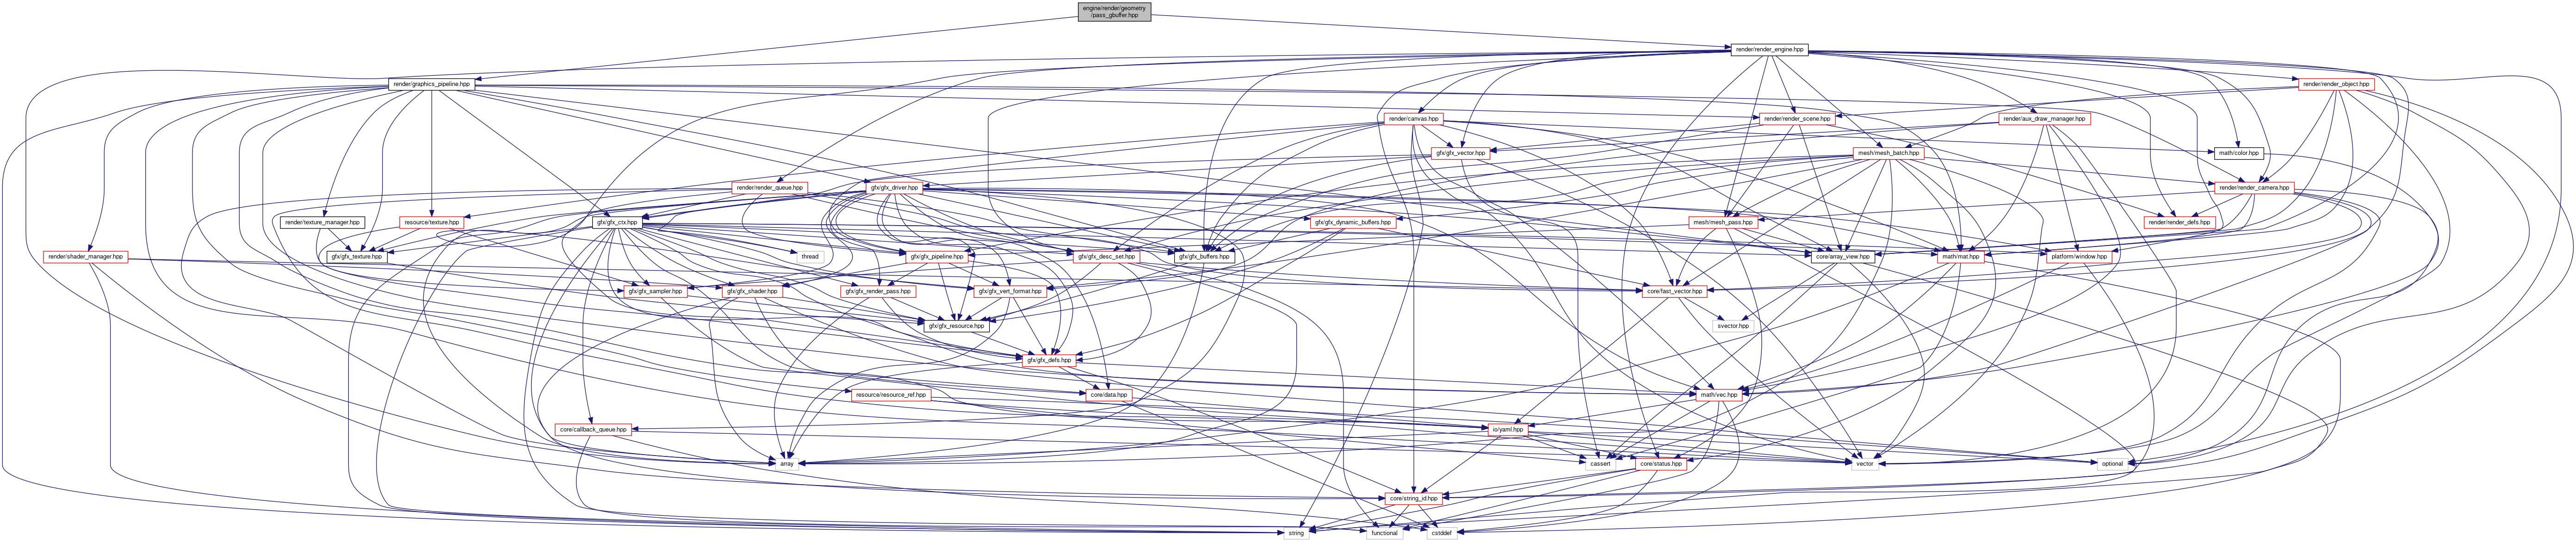 engine/render/geometry
/pass_gbuffer.hpp
render/render_engine.hpp
render/graphics_pipeline.hpp
render/render_object.hpp
render/canvas.hpp
render/render_scene.hpp
render/aux_draw_manager.hpp
gfx/gfx_vector.hpp
mesh/mesh_batch.hpp
math/color.hpp
render/render_queue.hpp
gfx/gfx_driver.hpp
render/render_camera.hpp
render/texture_manager.hpp
resource/texture.hpp
gfx/gfx_ctx.hpp
gfx/gfx_dynamic_buffers.hpp
mesh/mesh_pass.hpp
render/render_defs.hpp
render/shader_manager.hpp
gfx/gfx_texture.hpp
thread
gfx/gfx_pipeline.hpp
gfx/gfx_desc_set.hpp
gfx/gfx_buffers.hpp
core/array_view.hpp
math/mat.hpp
platform/window.hpp
gfx/gfx_sampler.hpp
gfx/gfx_shader.hpp
gfx/gfx_render_pass.hpp
gfx/gfx_vert_format.hpp
core/fast_vector.hpp
gfx/gfx_resource.hpp
svector.hpp
gfx/gfx_defs.hpp
resource/resource_ref.hpp
core/data.hpp
math/vec.hpp
core/callback_queue.hpp
io/yaml.hpp
array
cassert
core/status.hpp
vector
optional
core/string_id.hpp
string
functional
cstddef